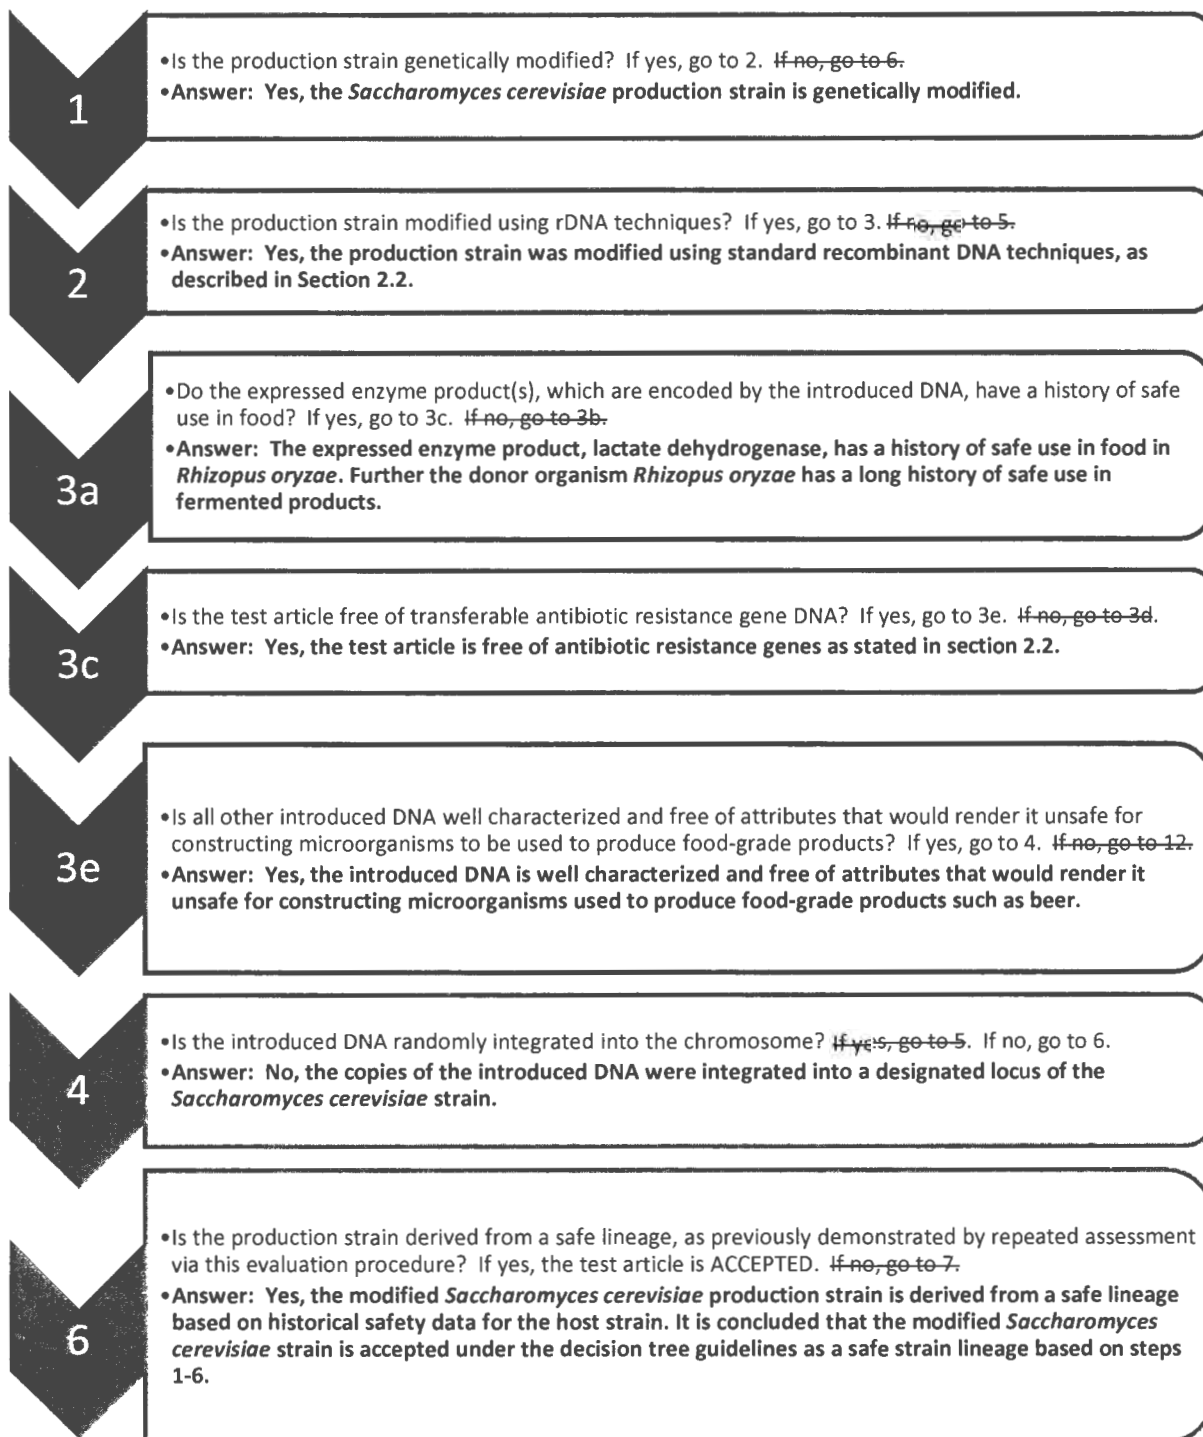 1
•Is the production strain genetically modified? If yes, go to 2. If no, go to 6.
•Answer: Yes, the Saccharomyces cerevisiae production strain is genetically modified.
2
•Is the production strain modified using rDNA techniques? If yes, go to 3. If no, go to 5.
•Answer: Yes, the production strain was modified using standard recombinant DNA techniques, as
described in Section 2.2.
3a
•Do the expressed enzyme product(s), which are encoded by the introduced DNA, have a history of safe
use in food? If yes, go to 3c. If no, go to 3b.
•Answer: The expressed enzyme product, lactate dehydrogenase, has a history of safe use in food in
Rhizopus oryzae. Further the donor organism Rhizopus oryzae has a long history of safe use in
fermented products.
3c
•Is the test article free of transferable antibiotic resistance gene DNA? If yes, go to 3e. If no, go to 3d.
•Answer: Yes, the test article is free of antibiotic resistance genes as stated in section 2.2.
3e
•Is all other introduced DNA well characterized and free of attributes that would render it unsafe for
constructing microorganisms to be used to produce food-grade products? If yes, go to 4. If no, go to 12.
•Answer: Yes, the introduced DNA is well characterized and free of attributes that would render it
unsafe for constructing microorganisms used to produce food-grade products such as beer.
4
•Is the introduced DNA randomly integrated into the chromosome? If yes, go to 5. If no, go to 6.
•Answer: No, the copies of the introduced DNA were integrated into a designated locus of the
Saccharomyces cerevisiae strain.
6
•Is the production strain derived from a safe lineage, as previously demonstrated by repeated assessment
via this evaluation procedure? If yes, the test article is ACCEPTED. If no, go to 7.
•Answer: Yes, the modified Saccharomyces cerevisiae production strain is derived from a safe lineage
based on historical safety data for the host strain. It is concluded that the modified Saccharomyces
cerevisiae strain is accepted under the decision tree guidelines as a safe strain lineage based on steps
1-6.